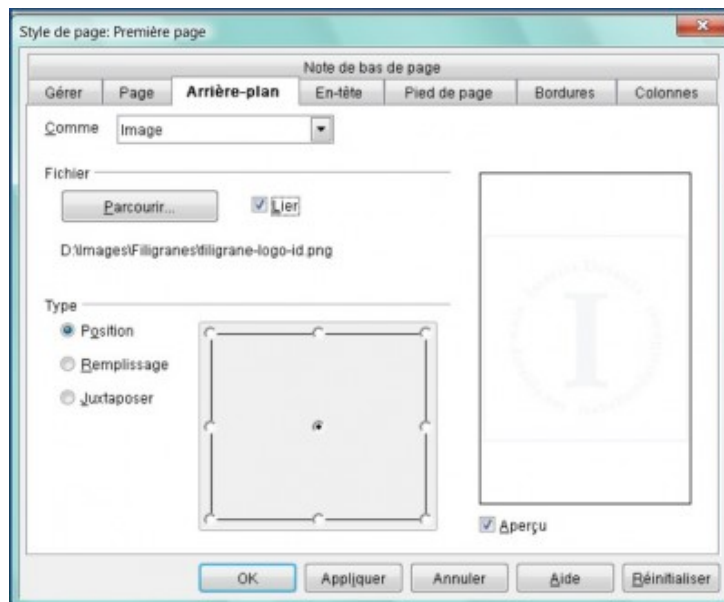 Style de page: Première page
Note de bas de page
Gérer Page Arrière-plan En-tête Pied de page Bordures Colonnes
Comme Image
Fichier
Parcourir... Lier
D:\Images\Filigranes\filigrane-logo-id.png
Type
Position
Remplissage
Juxtaposer
I
Aperçu
OK Appliquer Annuler Aide Réinitialiser